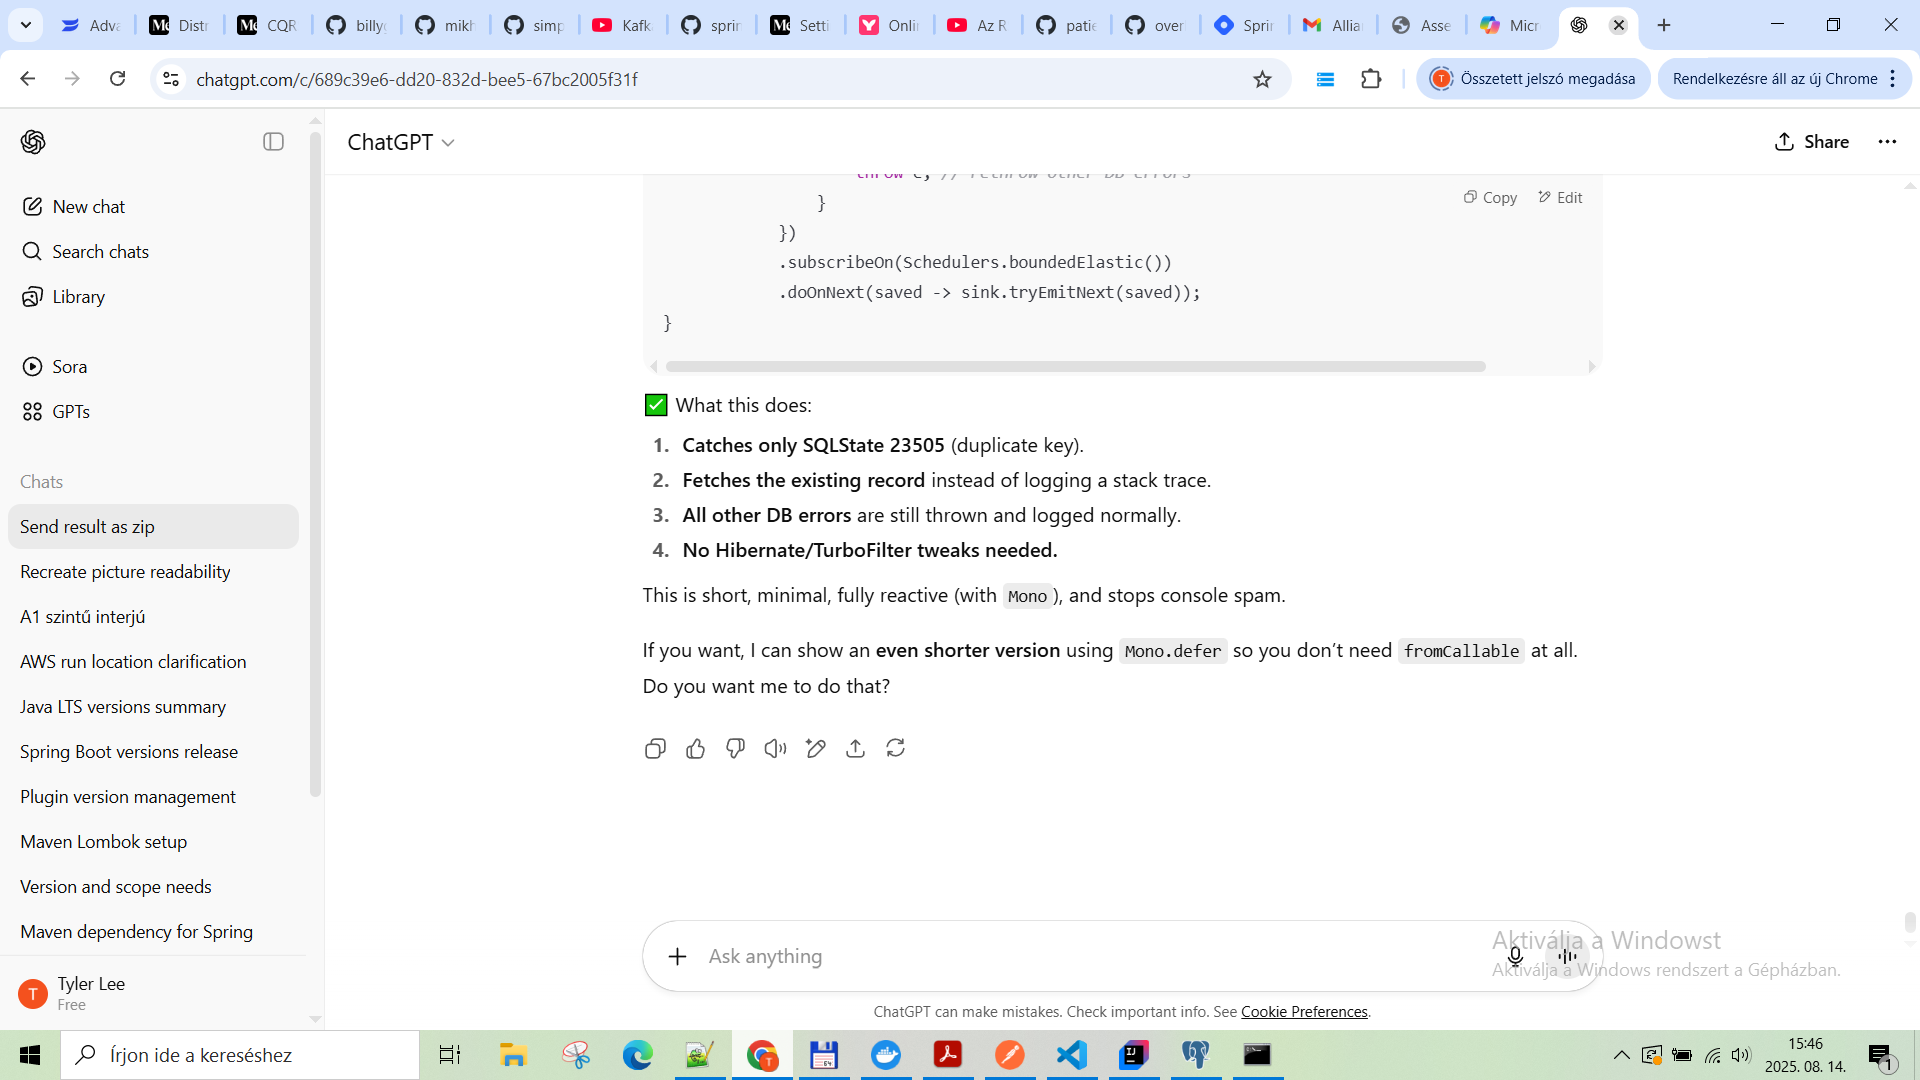 Adva
Distr
CQR
billyg
mikh
simp
Kafk
sprin
Setti
Onlin
Az R
patie
over
Sprin
Allia
Asse
Micr
chatgpt.com/c/689c39e6-dd20-832d-bee5-67bc2005f31f
Összetett jelszó megadása
Rendelkezésre áll az új Chrome
New chat
Search chats
Library
Sora
GPTs
Chats
Send result as zip
Recreate picture readability
A1 szintű interjú
AWS run location clarification
Java LTS versions summary
Spring Boot versions release
Plugin version management
Maven Lombok setup
Version and scope needs
Maven dependency for Spring
T
Tyler Lee
Free
ChatGPT
Share
throw e; // rethrow other DB errors
Copy
Edit
}
})
.subscribeOn(Schedulers.boundedElastic())
.doOnNext(saved -> sink.tryEmitNext(saved));
}
✅ What this does:
1. Catches only SQLState 23505 (duplicate key).
2. Fetches the existing record instead of logging a stack trace.
3. All other DB errors are still thrown and logged normally.
4. No Hibernate/TurboFilter tweaks needed.
This is short, minimal, fully reactive (with Mono), and stops console spam.
If you want, I can show an even shorter version using Mono.defer so you don’t need fromCallable at all.
Do you want me to do that?
Ask anything
Aktiválja a Windowst
Aktiválja a Windows rendszert a Gépházban.
ChatGPT can make mistakes. Check important info. See Cookie Preferences.
Írjon ide a kereséshez
15:46
2025. 08. 14.
1